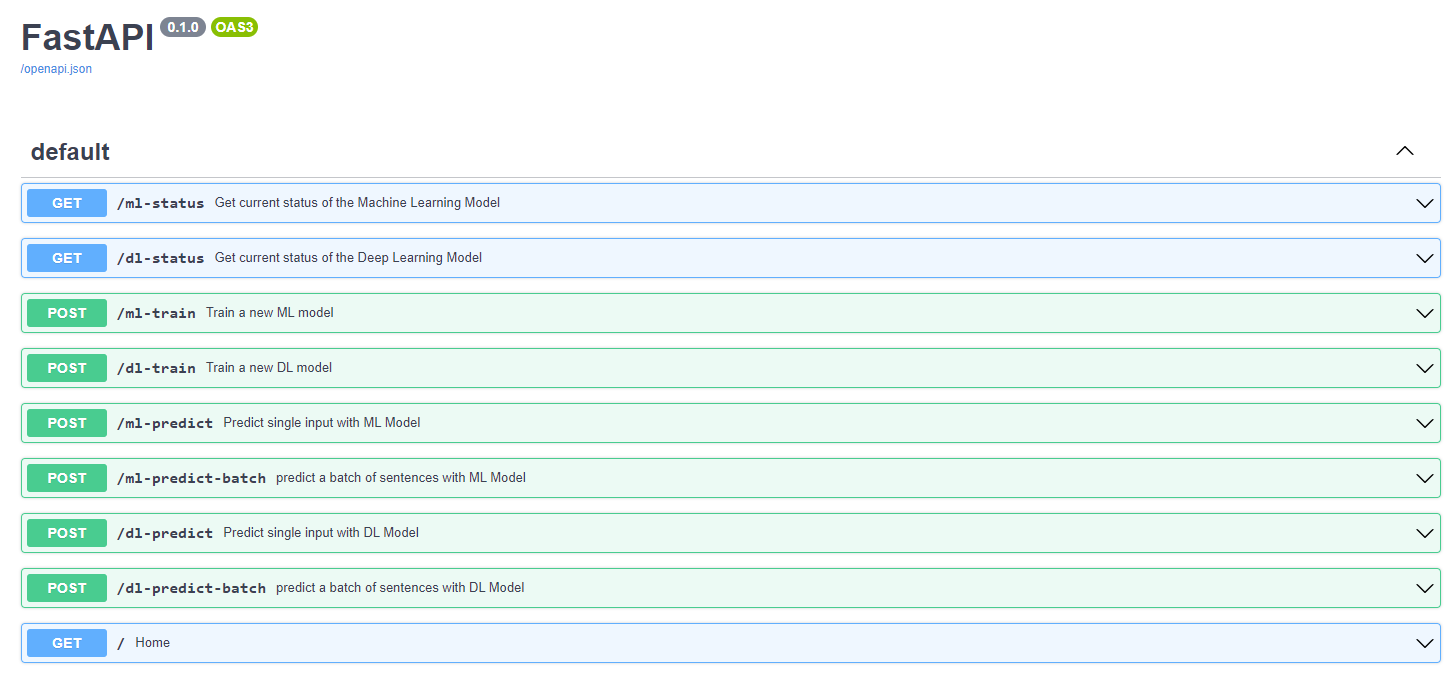 FastAPI 0.1.0 OAS3
/openapi.json
default
GET /ml-status Get current status of the Machine Learning Model
GET /dl-status Get current status of the Deep Learning Model
POST /ml-train Train a new ML model
POST /dl-train Train a new DL model
POST /ml-predict Predict single input with ML Model
POST /ml-predict-batch predict a batch of sentences with ML Model
POST /dl-predict Predict single input with DL Model
POST /dl-predict-batch predict a batch of sentences with DL Model
GET / Home